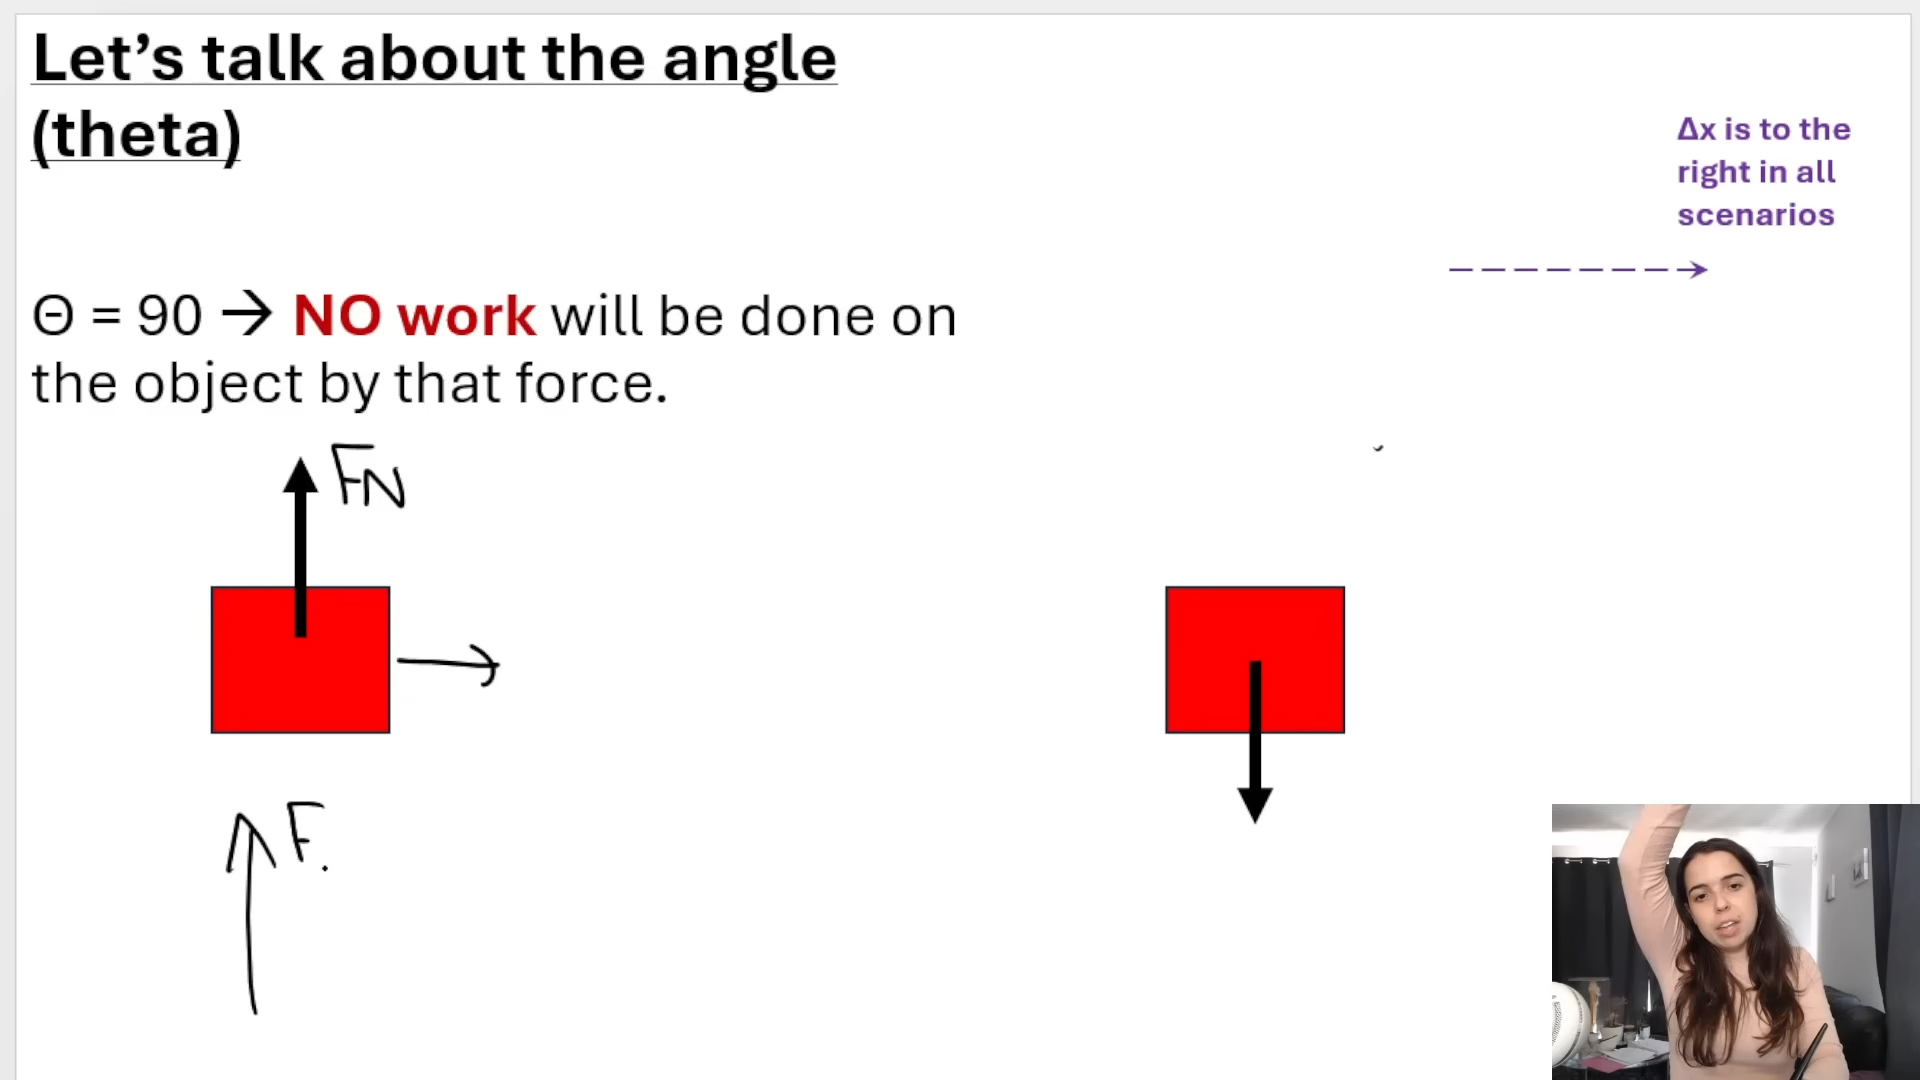 Let’s talk about the angle
(theta)
Δx is to the
right in all
scenarios
Θ = 90 → NO work will be done on
the object by that force.
FN
F.